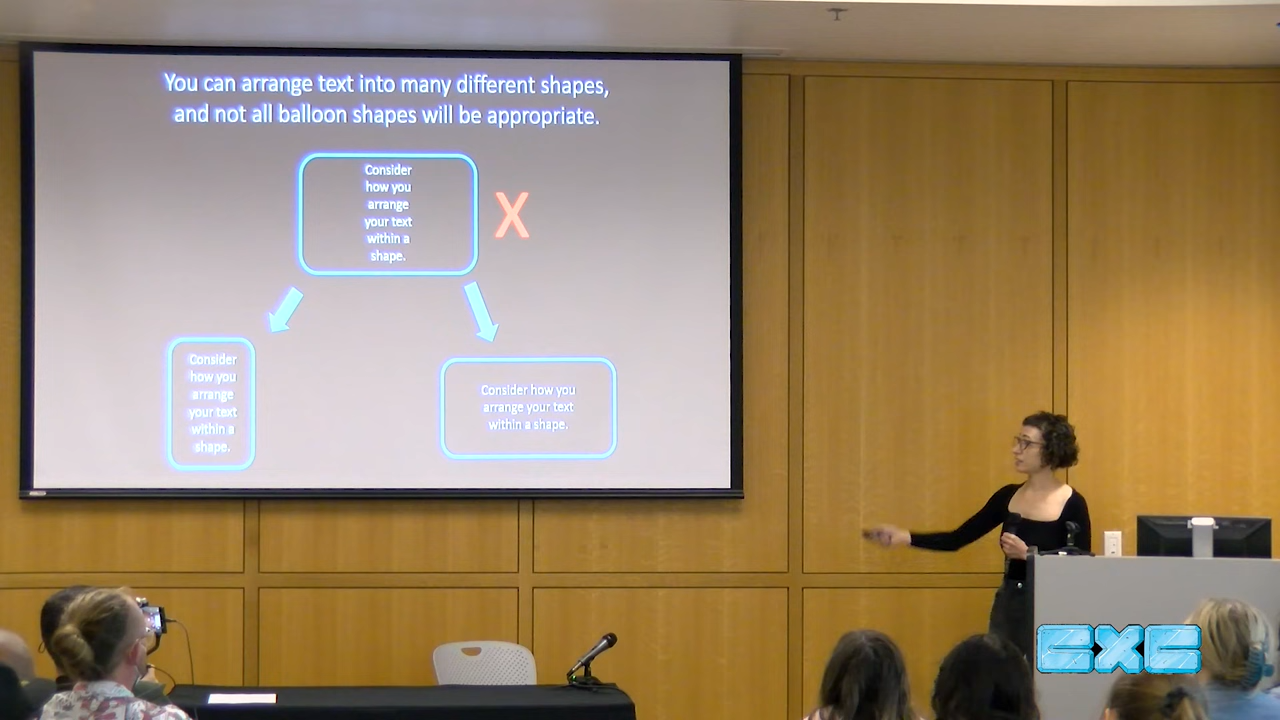 You can arrange text into many different shapes,
and not all balloon shapes will be appropriate.
Consider
how you
arrange
your text
within a
shape.
X
Consider
how you
arrange
your text
within a
shape.
Consider how you
arrange your text
within a shape.
CXC